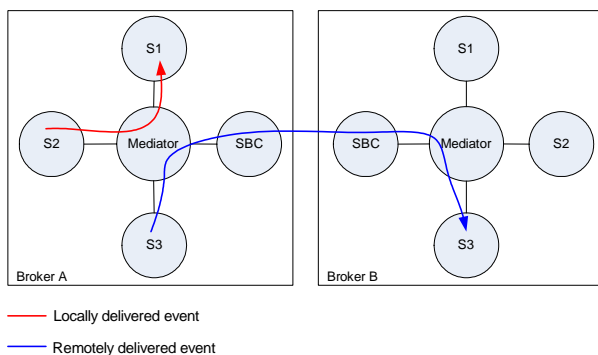 S1
S2
Mediator
SBC
S3
Broker A
S1
SBC
Mediator
S2
S3
Broker B
Locally delivered event
Remotely delivered event